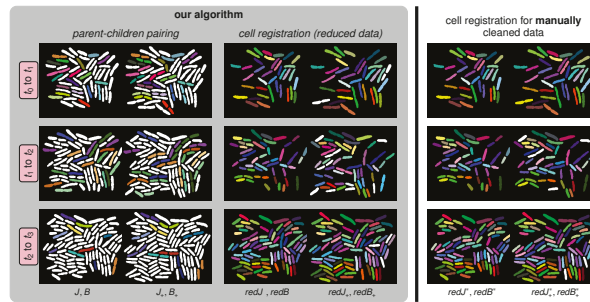 our algorithm
parent-children pairing
cell registration (reduced data)
cell registration for manually
cleaned data
t₀ to t₁
t₁ to t₂
t₂ to t₃
J, B
J₊, B₊
redJ, redB
redJ₊, redB₊
redJ*, redB*
redJ₊*, redB₊*